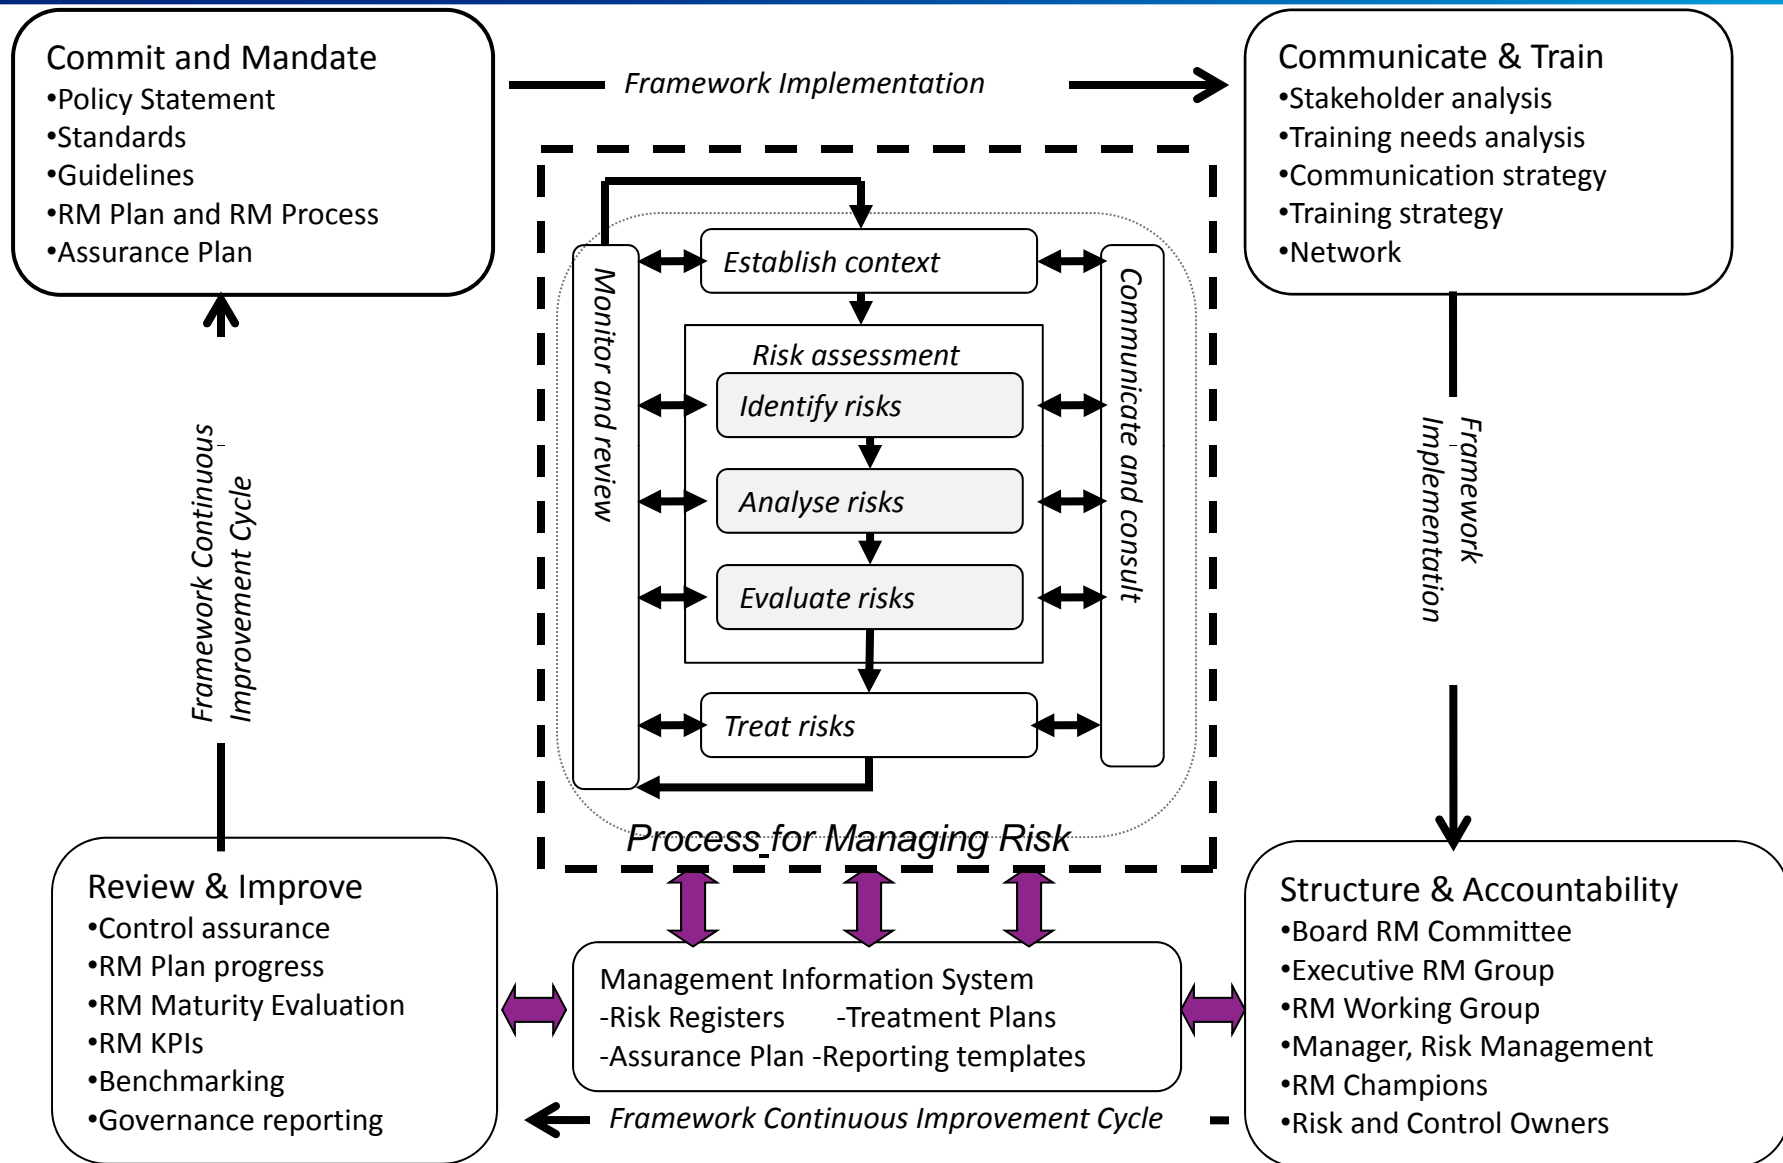 Commit and Mandate
•Policy Statement
•Standards
•Guidelines
•RM Plan and RM Process
•Assurance Plan
Framework Implementation
Communicate & Train
•Stakeholder analysis
•Training needs analysis
•Communication strategy
•Training strategy
•Network
Establish context
Risk assessment
Identify risks
Analyse risks
Evaluate risks
Treat risks
Monitor and review
Communicate and consult
Process for Managing Risk
Framework Continuous
Improvement Cycle
Framework
Implementation
Review & Improve
•Control assurance
•RM Plan progress
•RM Maturity Evaluation
•RM KPIs
•Benchmarking
•Governance reporting
Management Information System
-Risk Registers -Treatment Plans
-Assurance Plan -Reporting templates
Framework Continuous Improvement Cycle
Structure & Accountability
•Board RM Committee
•Executive RM Group
•RM Working Group
•Manager, Risk Management
•RM Champions
•Risk and Control Owners